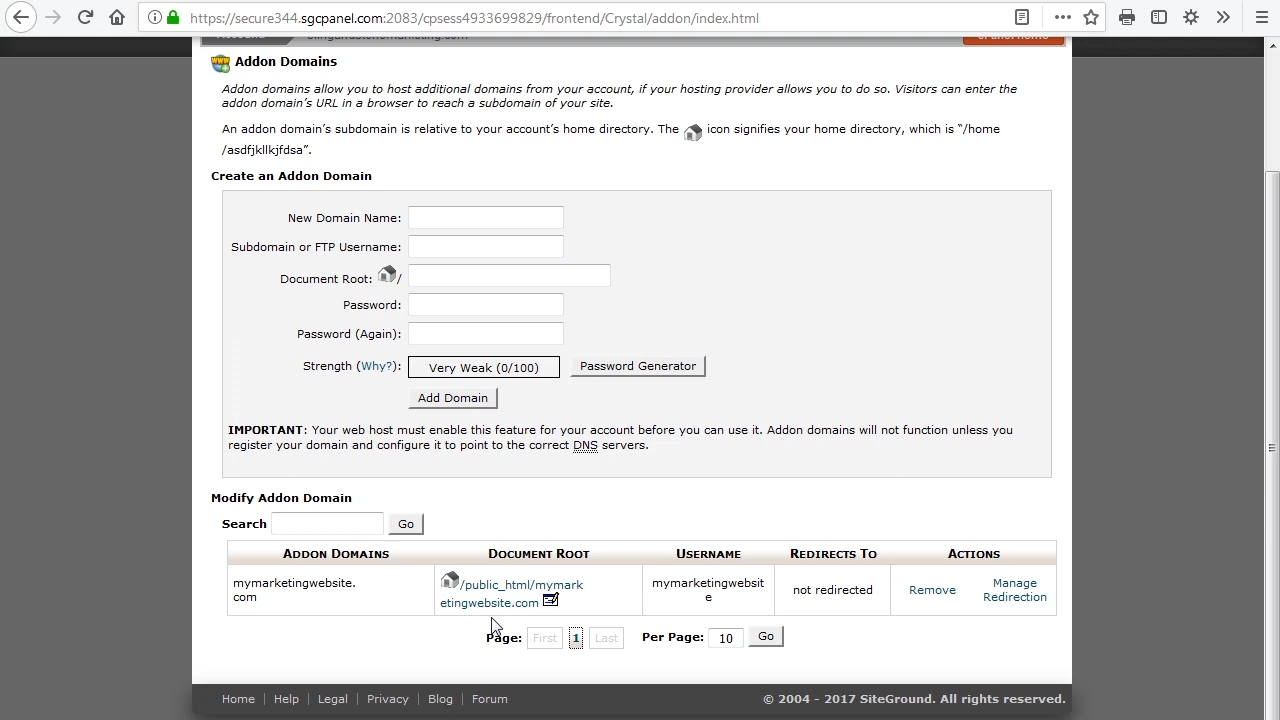 https://secure344.sgcpanel.com:2083/cpsess4933699829/frontend/Crystal/addon/index.html
Addon Domains
Addon domains allow you to host additional domains from your account, if your hosting provider allows you to do so. Visitors can enter the
addon domain's URL in a browser to reach a subdomain of your site.
An addon domain's subdomain is relative to your account's home directory. The icon signifies your home directory, which is "/home
/asdfjkllkjfdsa".
Create an Addon Domain
New Domain Name:
Subdomain or FTP Username:
Document Root: /
Password:
Password (Again):
Strength (Why?): Very Weak (0/100) Password Generator
Add Domain
IMPORTANT: Your web host must enable this feature for your account before you can use it. Addon domains will not function unless you
register your domain and configure it to point to the correct DNS servers.
Modify Addon Domain
Search Go
ADDON DOMAINS DOCUMENT ROOT USERNAME REDIRECTS TO ACTIONS
mymarketingwebsite.
com
/public_html/mymark
etingwebsite.com
mymarketingwebsit
e
not redirected
Remove
Manage
Redirection
Page: First 1 Last Per Page: 10 Go
Home Help Legal Privacy Blog Forum © 2004 - 2017 SiteGround. All rights reserved.